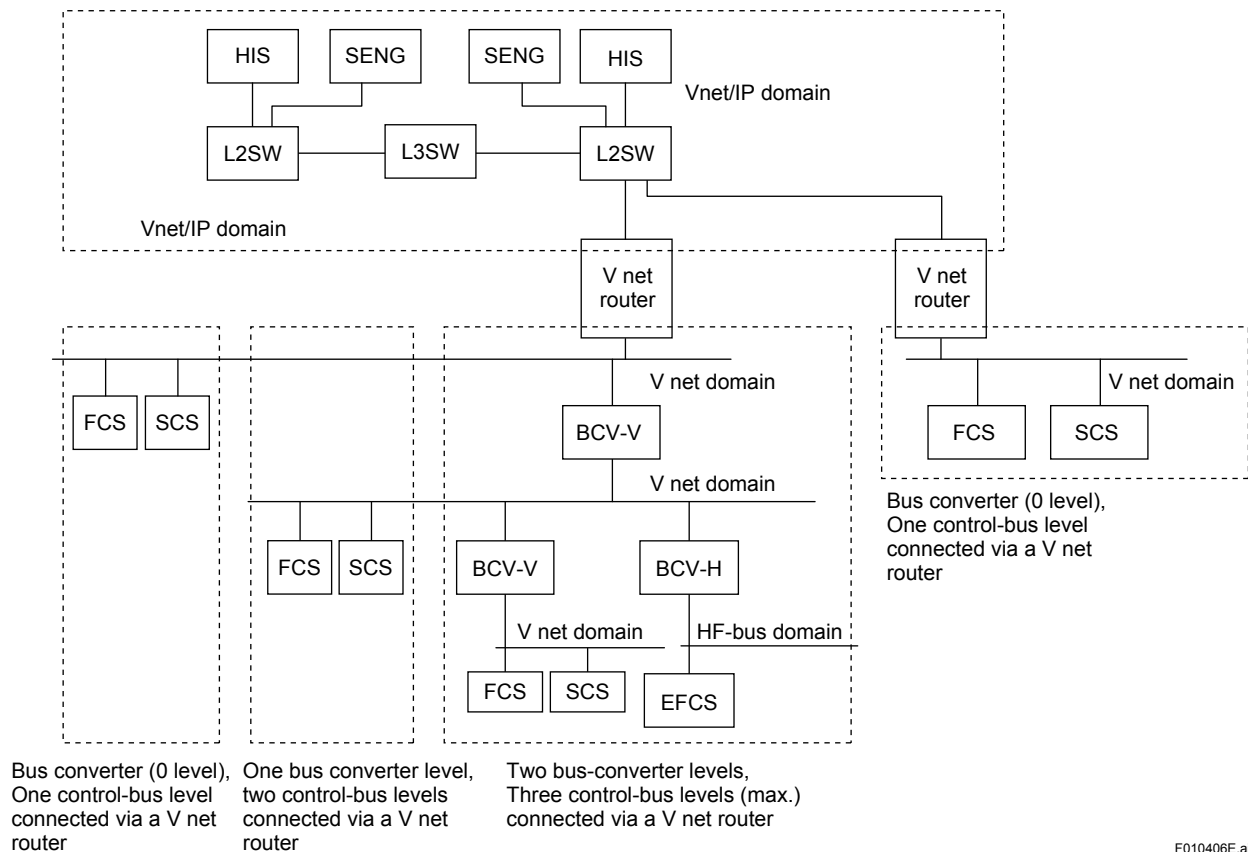 HIS
SENG
SENG
HIS
Vnet/IP domain
L2SW
L3SW
L2SW
Vnet/IP domain
V net
router
V net
router
V net domain
V net domain
FCS
SCS
BCV-V
FCS
SCS
V net domain
Bus converter (0 level),
One control-bus level
connected via a V net
router
FCS
SCS
BCV-V
BCV-H
V net domain
HF-bus domain
FCS
SCS
EFCS
Bus converter (0 level),
One control-bus level
connected via a V net
router
One bus converter level,
two control-bus levels
connected via a V net
router
Two bus-converter levels,
Three control-bus levels (max.)
connected via a V net router
F010406E.ai